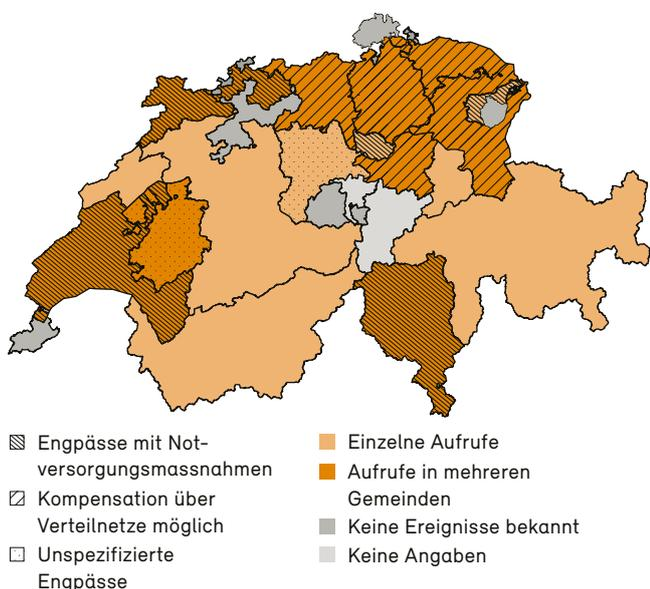 Engpässe mit Not-
versorgungsmassnahmen
Kompensation über
Verteilnetze möglich
Unspezifizierte
Engpässe
Einzelne Aufrufe
Aufrufe in mehreren
Gemeinden
Keine Ereignisse bekannt
Keine Angaben